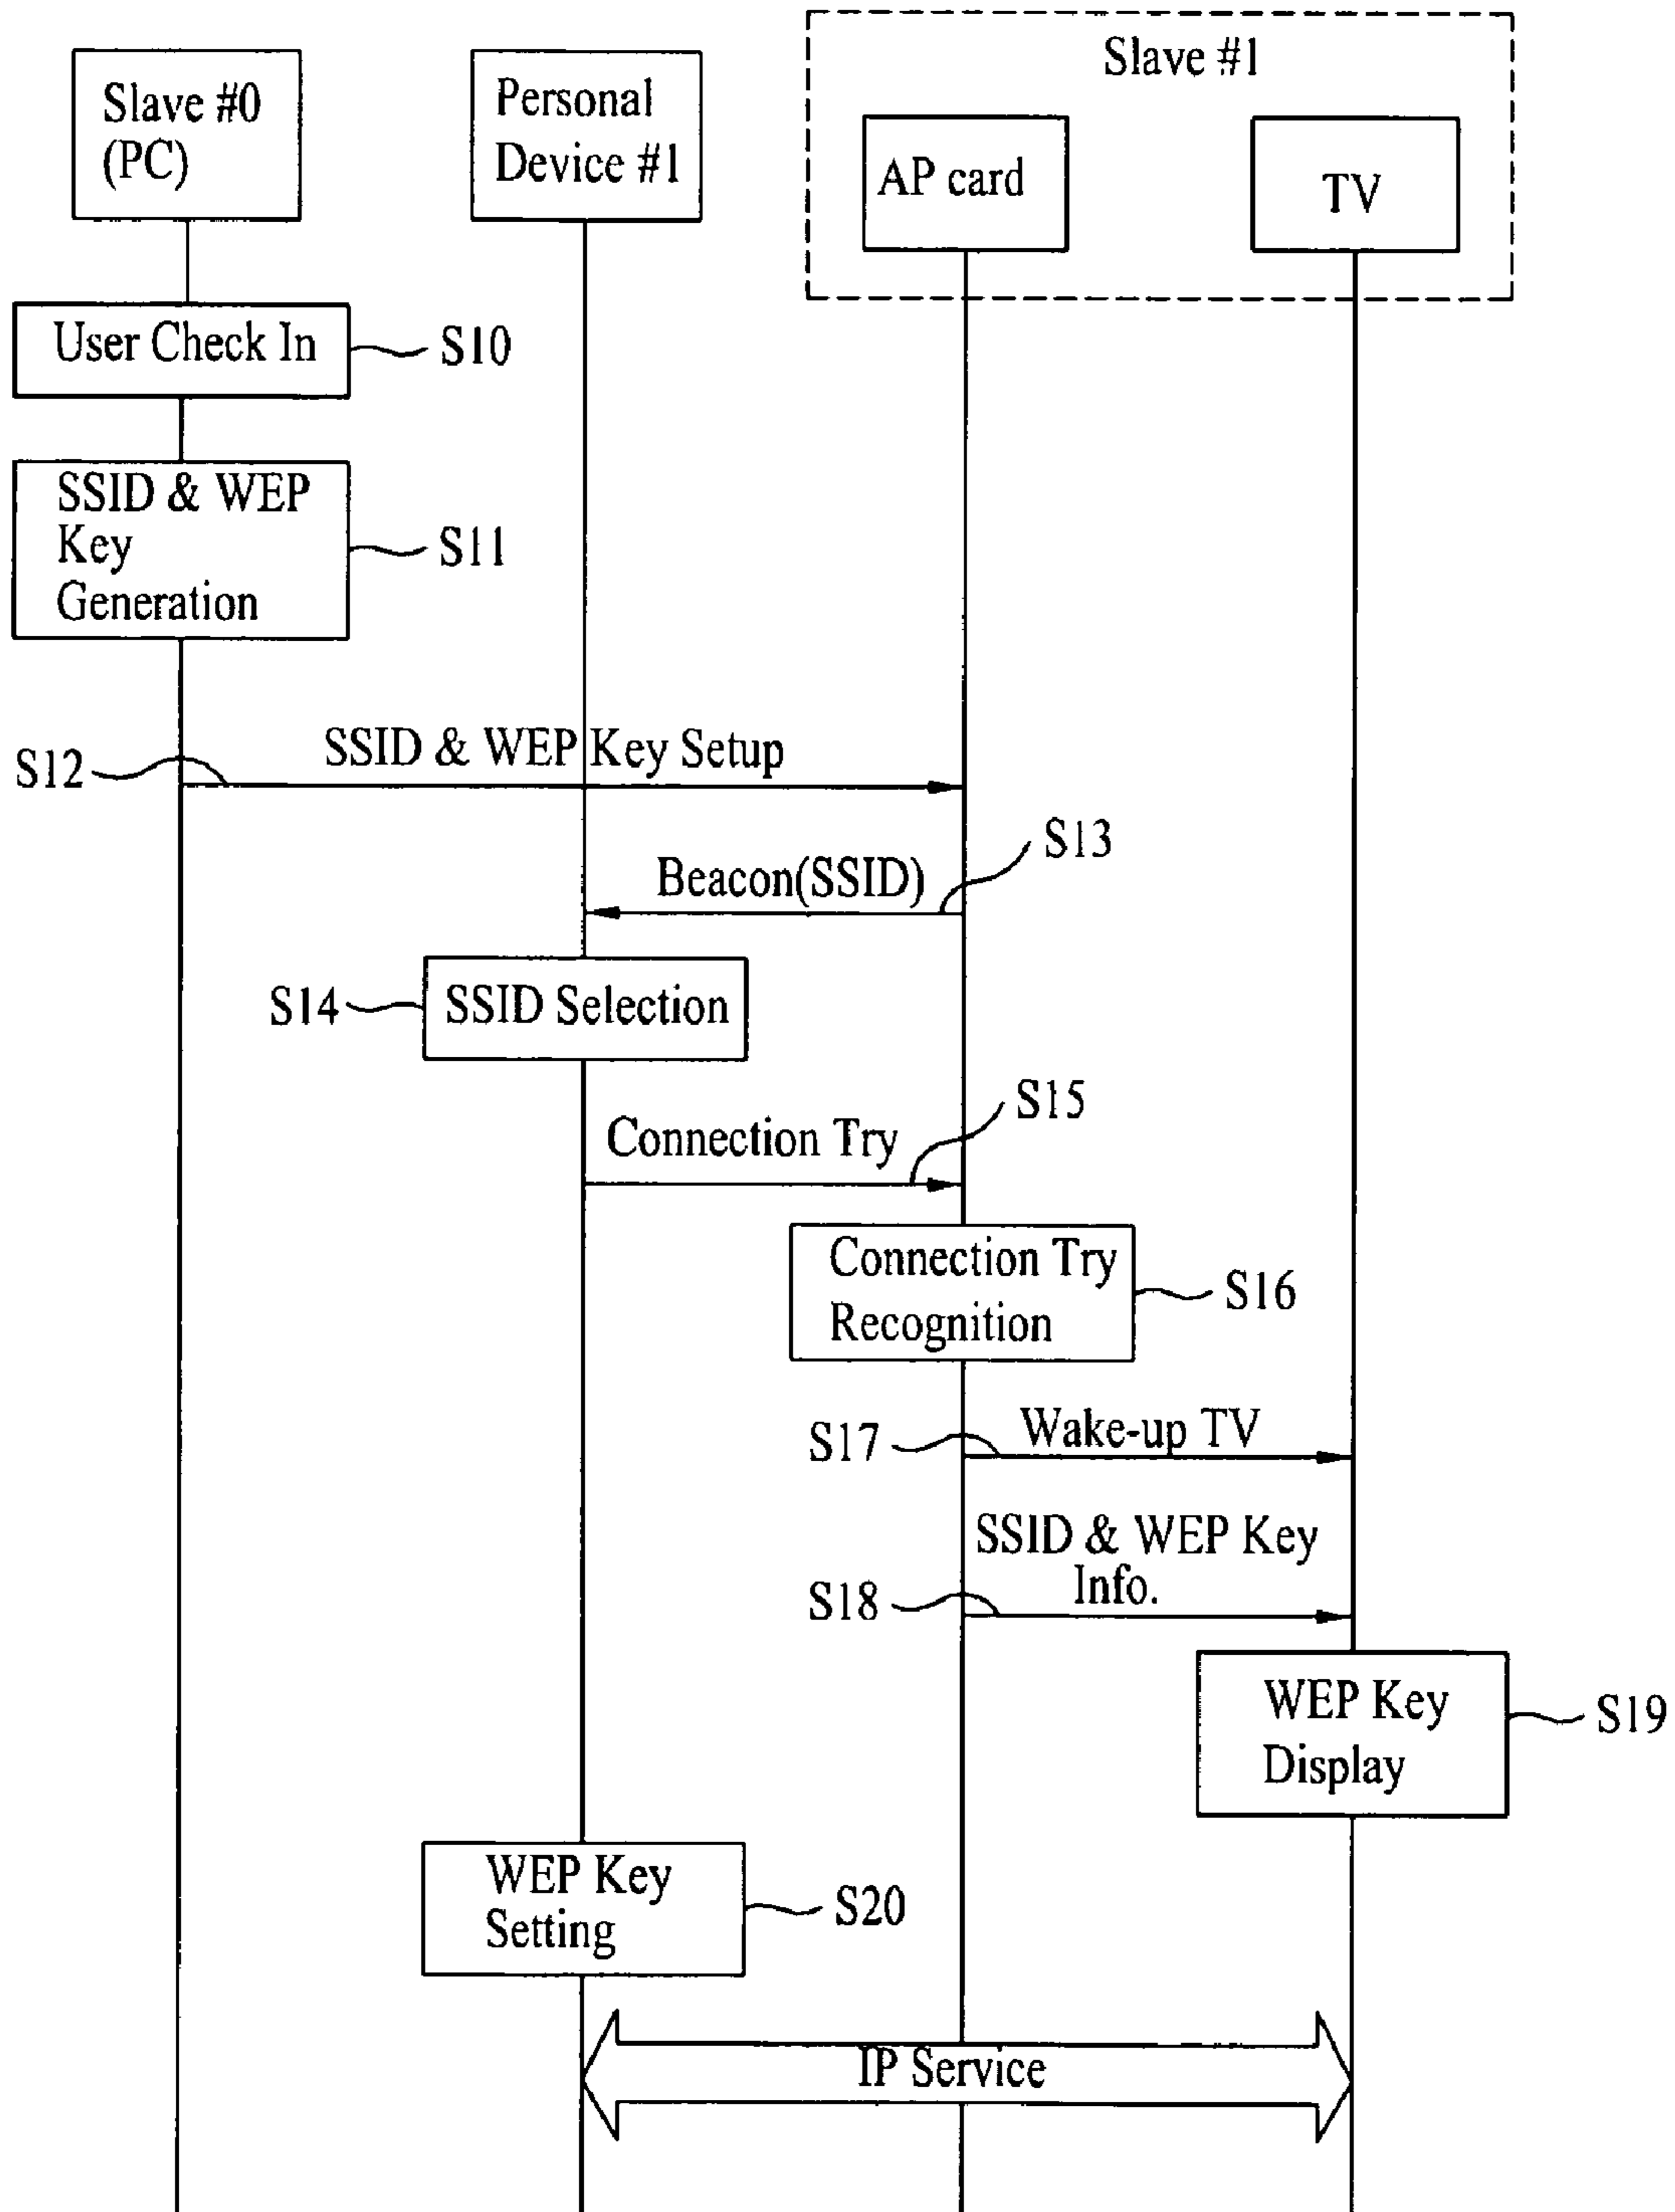 Slave #1
Slave #0
(PC)
Personal
Device #1
AP card
TV
User Check In
S10
SSID & WEP
Key
Generation
S11
S12
SSID & WEP Key Setup
S13
Beacon(SSID)
S14
SSID Selection
S15
Connection Try
Connection Try
Recognition
S16
S17
Wake-up TV
SSID & WEP Key
Info.
S18
WEP Key
Display
S19
WEP Key
Setting
S20
IP Service